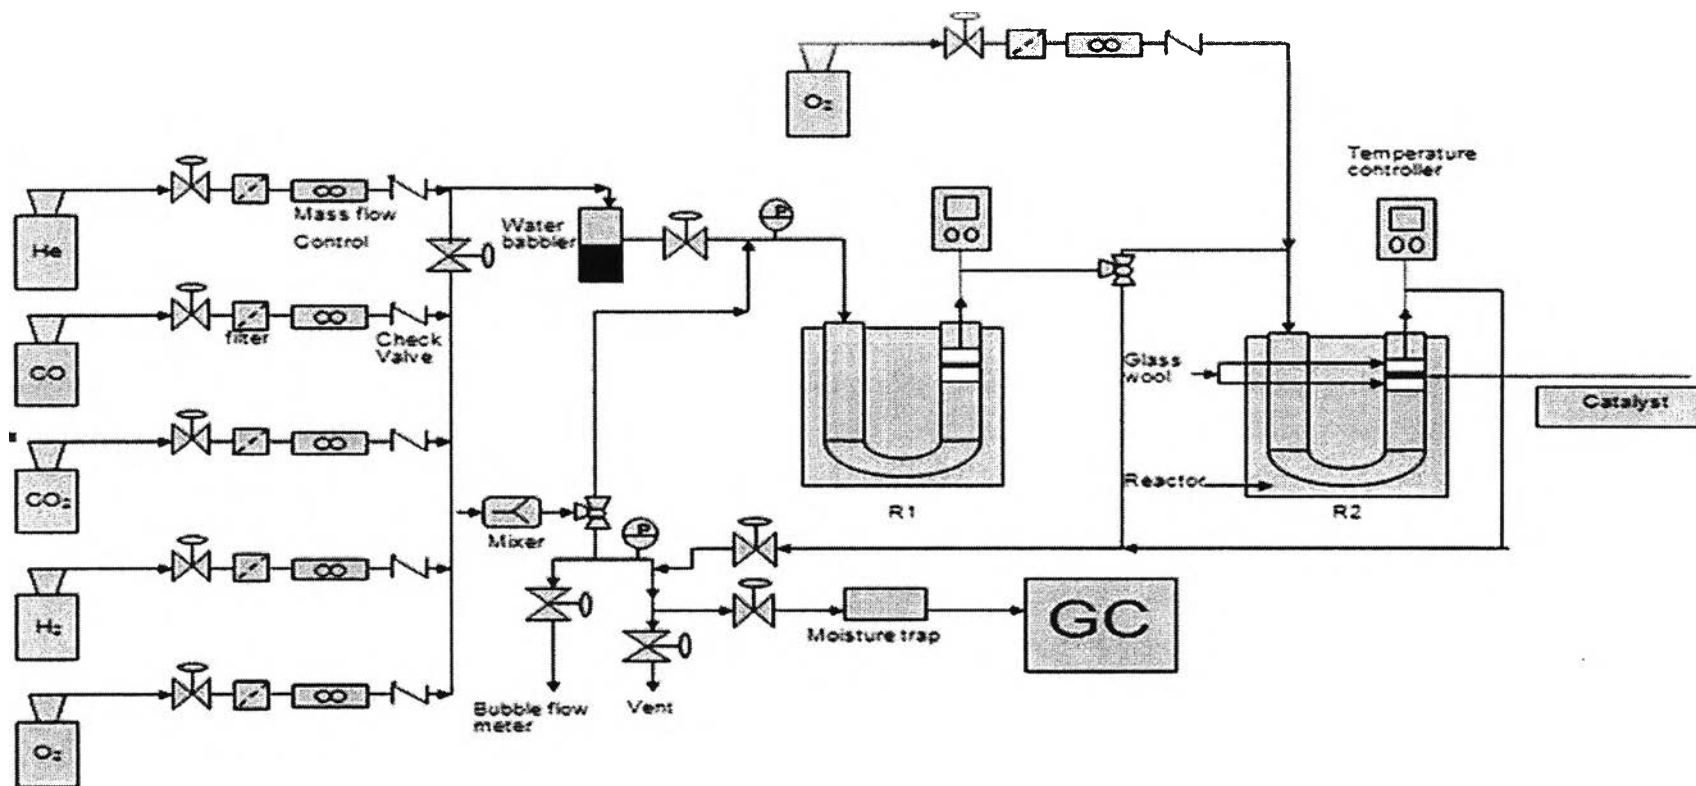 O₂
Temperature
controller
P
Mass flow
Control
Water
babbler
He
filter
Check
Valve
CO
Glass
wool
Catalyst
CO₂
Reactor
R1
R2
Mixer
P
H₂
GC
Moisture trap
Bubble flow
meter
Vent
O₂